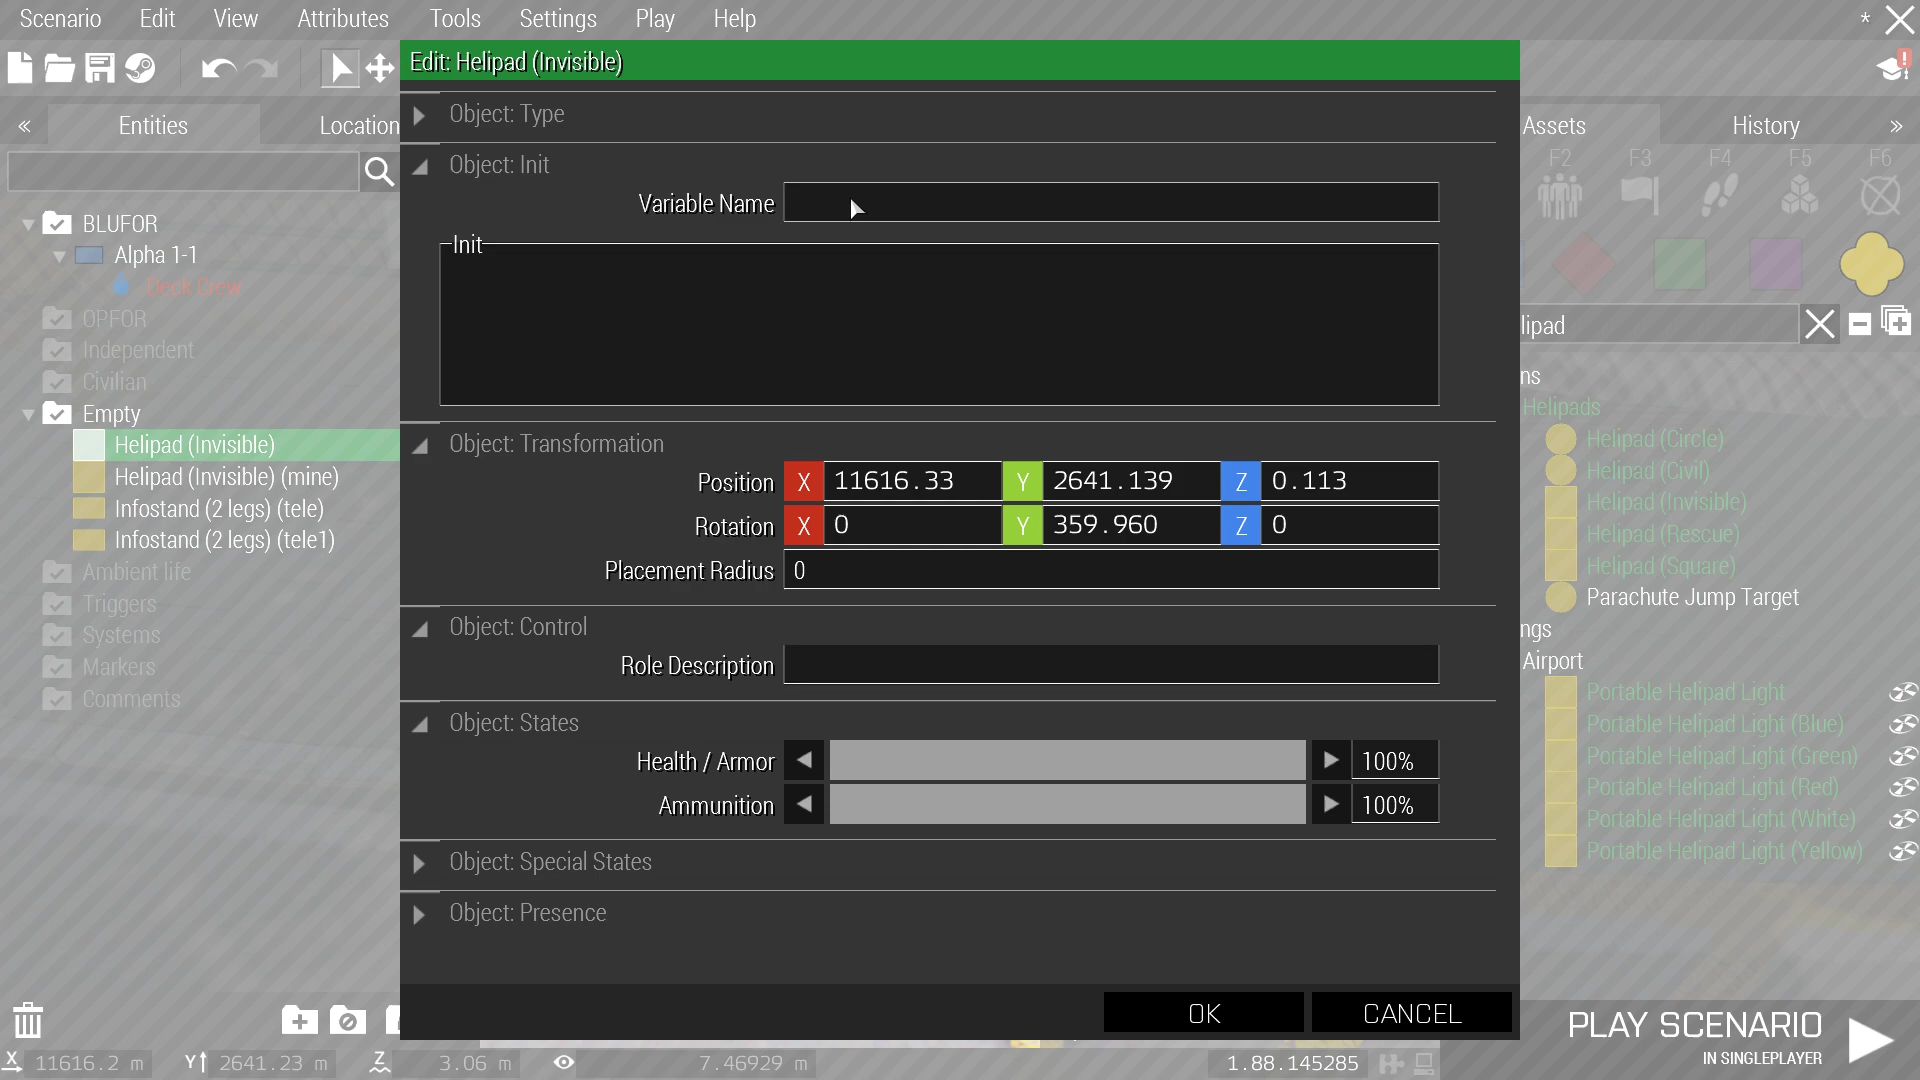 Scenario Edit View Attributes Tools Settings Play Help *
Edit: Helipad (Invisible)
Entities
Location
Assets
History
Object: Type
Object: Init
Variable Name
Init
Object: Transformation
Position X 11616.33 Y 2641.139 Z 0.113
Rotation X 0 Y 359.960 Z 0
Placement Radius 0
Object: Control
Role Description
Object: States
Health / Armor 100%
Ammunition 100%
Object: Special States
Object: Presence
OK CANCEL
BLUFOR
Alpha 1-1
Deck Crew
OPFOR
Independent
Civilian
Empty
Helipad (Invisible)
Helipad (Invisible) (mine)
Infostand (2 legs) (tele)
Infostand (2 legs) (tele1)
Ambient life
Triggers
Systems
Markers
Comments
F2 F3 F4 F5 F6
lipad
ns
Helipads
Helipad (Circle)
Helipad (Civil)
Helipad (Invisible)
Helipad (Rescue)
Helipad (Square)
Parachute Jump Target
ngs
Airport
Portable Helipad Light
Portable Helipad Light (Blue)
Portable Helipad Light (Green)
Portable Helipad Light (Red)
Portable Helipad Light (White)
Portable Helipad Light (Yellow)
PLAY SCENARIO
IN SINGLEPLAYER
X 11616.2 m Y 2641.23 m Z 3.06 m 7.46929 m 1.88.145285